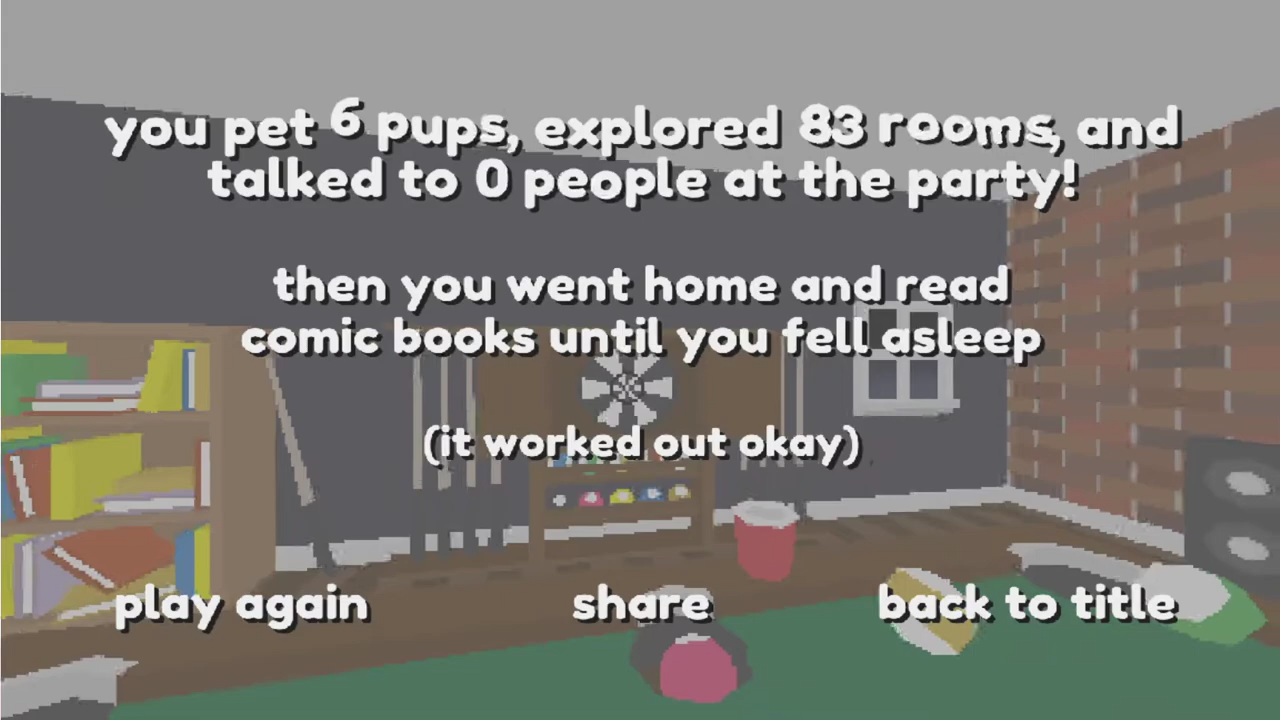 you pet 6 pups, explored 83 rooms, and
talked to 0 people at the party!
then you went home and read
comic books until you fell asleep
(it worked out okay)
play again
share
back to title